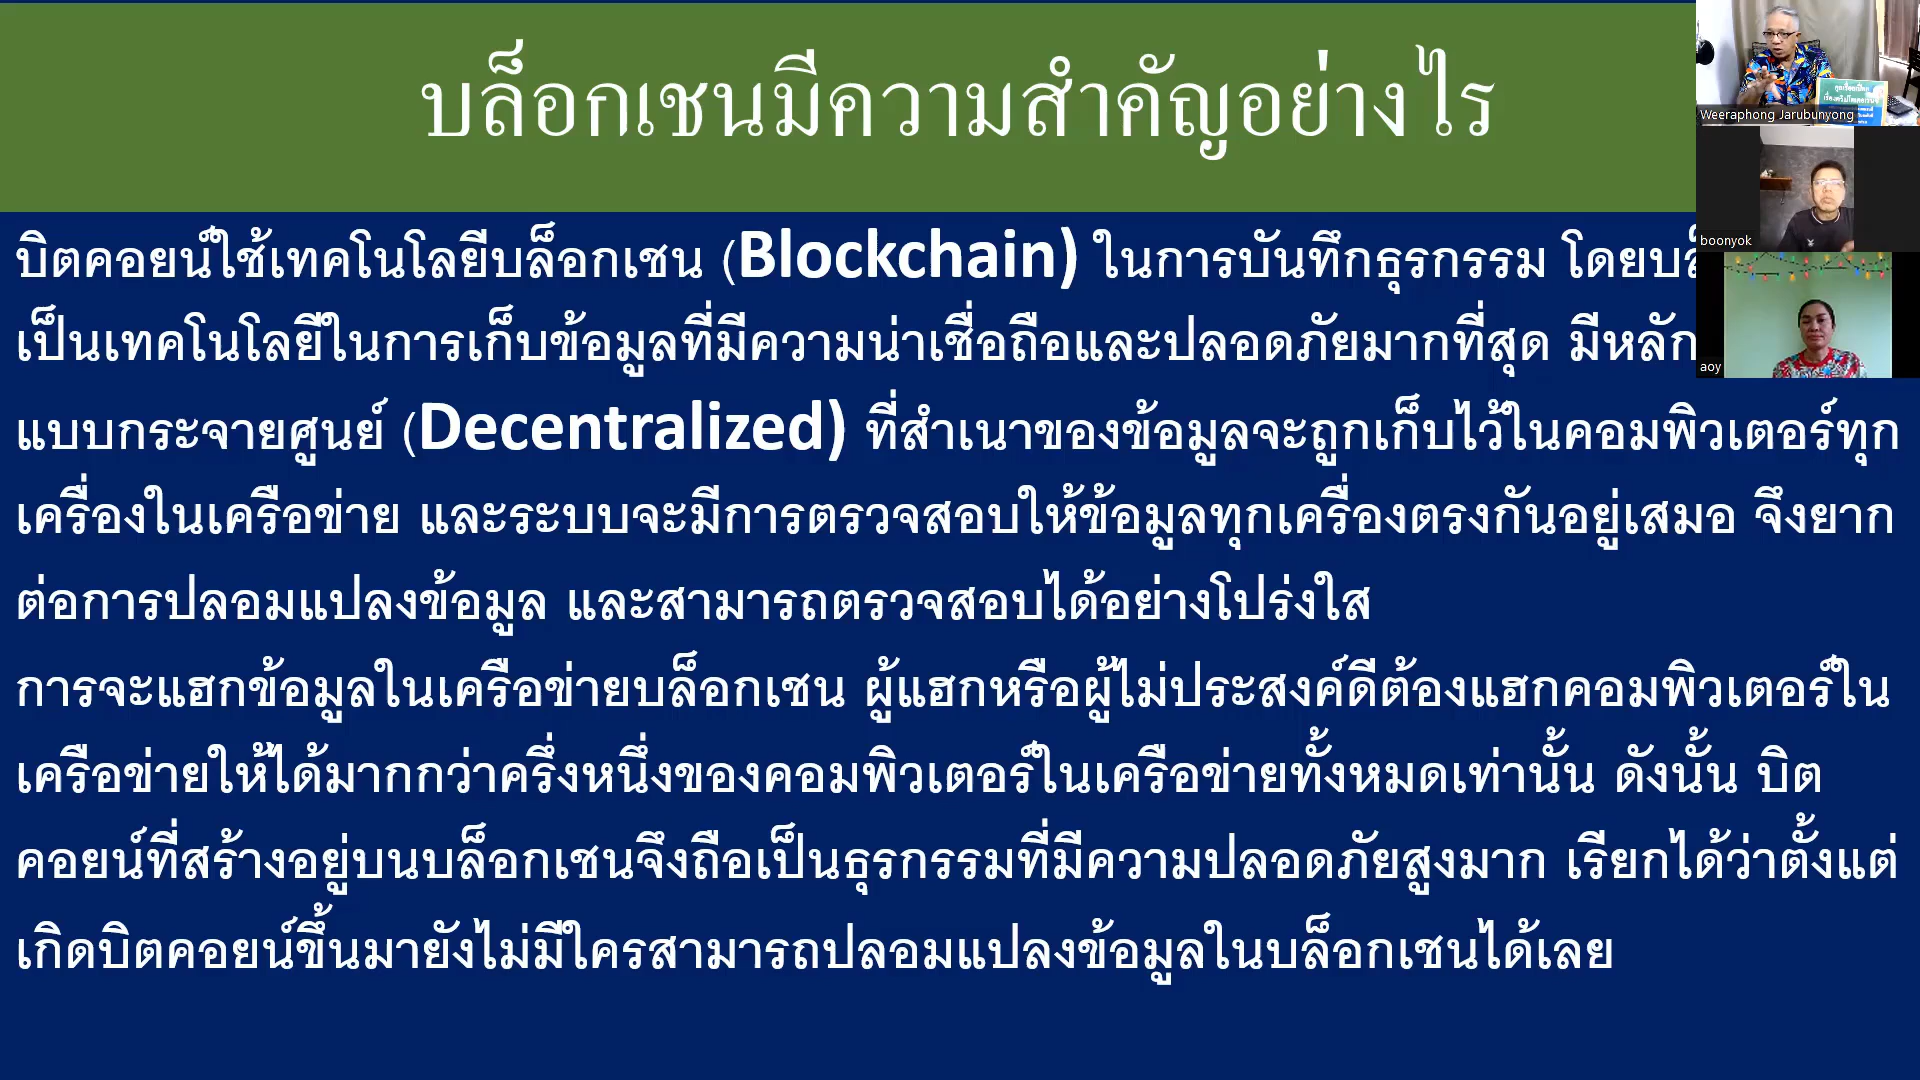 บล็อกเชนมีความสำคัญอย่างไร
บิตคอยน์ใช้เทคโนโลยีบล็อกเชน (Blockchain) ในการบันทึกธุรกรรม โดยบล็
เป็นเทคโนโลยีในการเก็บข้อมูลที่มีความน่าเชื่อถือและปลอดภัยมากที่สุด มีหลัก
แบบกระจายศูนย์ (Decentralized) ที่สำเนาของข้อมูลจะถูกเก็บไว้ในคอมพิวเตอร์ทุก
เครื่องในเครือข่าย และระบบจะมีการตรวจสอบให้ข้อมูลทุกเครื่องตรงกันอยู่เสมอ จึงยาก
ต่อการปลอมแปลงข้อมูล และสามารถตรวจสอบได้อย่างโปร่งใส
การจะแฮกข้อมูลในเครือข่ายบล็อกเชน ผู้แฮกหรือผู้ไม่ประสงค์ดีต้องแฮกคอมพิวเตอร์ใน
เครือข่ายให้ได้มากกว่าครึ่งหนึ่งของคอมพิวเตอร์ในเครือข่ายทั้งหมดเท่านั้น ดังนั้น บิต
คอยน์ที่สร้างอยู่บนบล็อกเชนจึงถือเป็นธุรกรรมที่มีความปลอดภัยสูงมาก เรียกได้ว่าตั้งแต่
เกิดบิตคอยน์ขึ้นมายังไม่มีใครสามารถปลอมแปลงข้อมูลในบล็อกเชนได้เลย
Weeraphong Jarubunyong
boonyok
aoy